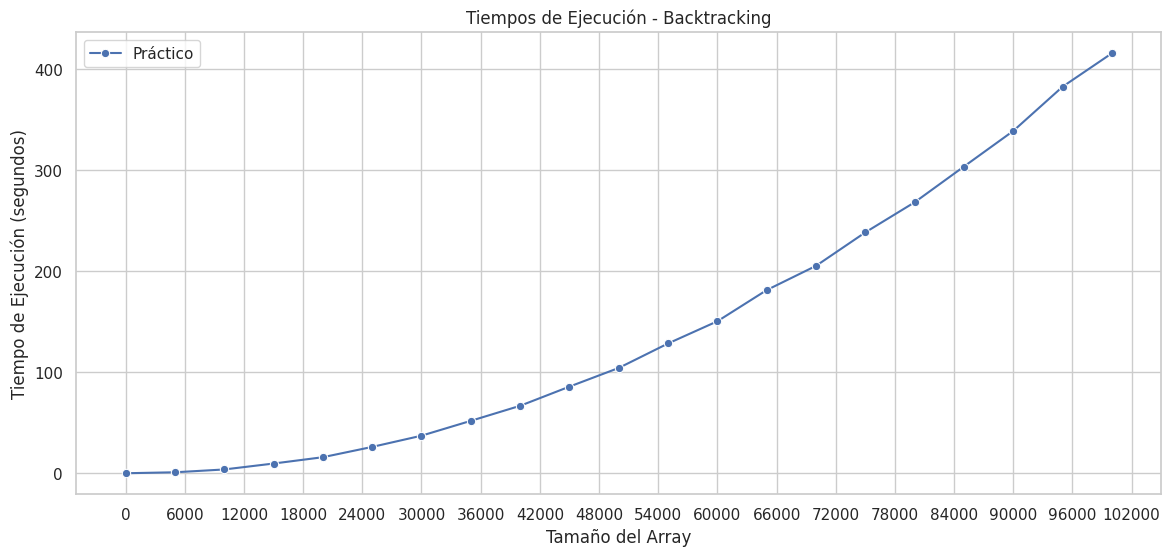 Tiempos de Ejecución - Backtracking
Práctico
Tiempo de Ejecución (segundos)
400
300
200
100
0
0 6000 12000 18000 24000 30000 36000 42000 48000 54000 60000 66000 72000 78000 84000 90000 96000 102000
Tamaño del Array